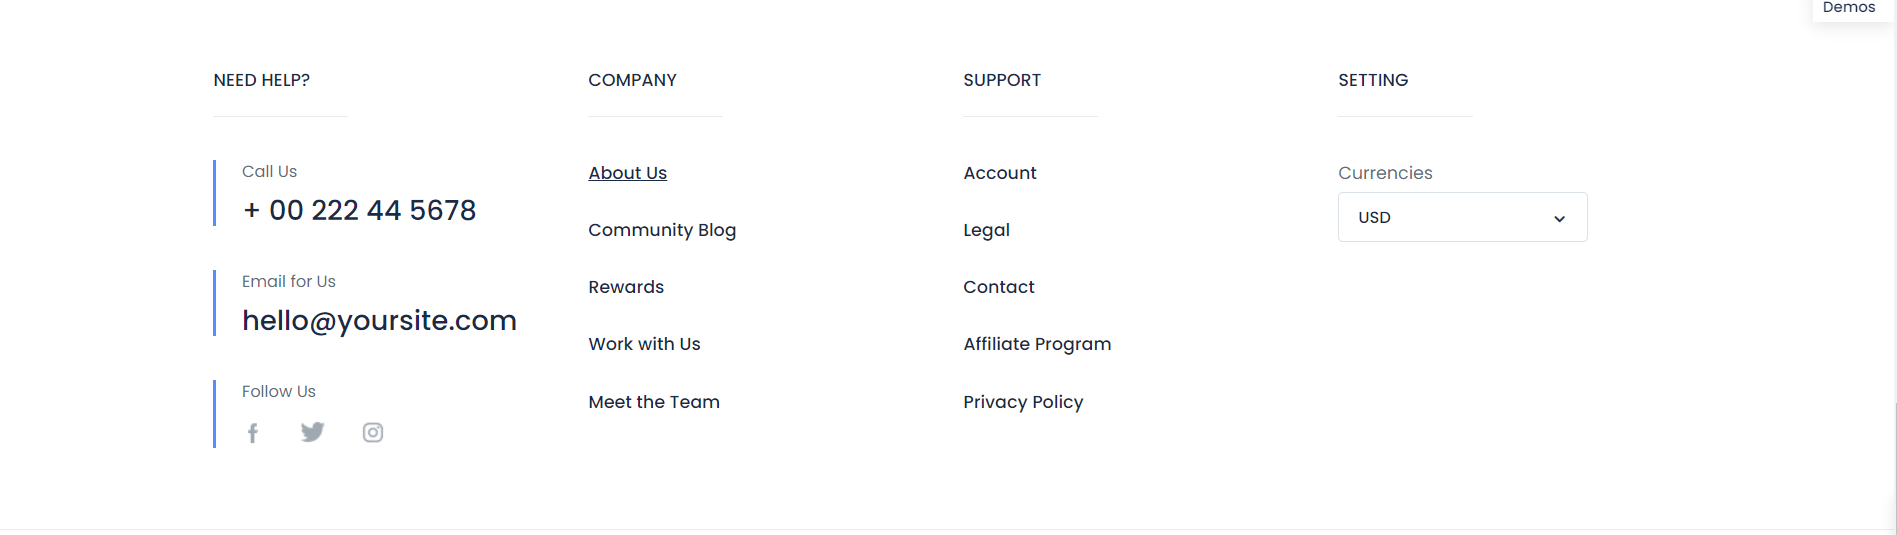 Demos
NEED HELP?
Call Us
+ 00 222 44 5678
Email for Us
hello@yoursite.com
Follow Us
COMPANY
About Us
Community Blog
Rewards
Work with Us
Meet the Team
SUPPORT
Account
Legal
Contact
Affiliate Program
Privacy Policy
SETTING
Currencies
USD